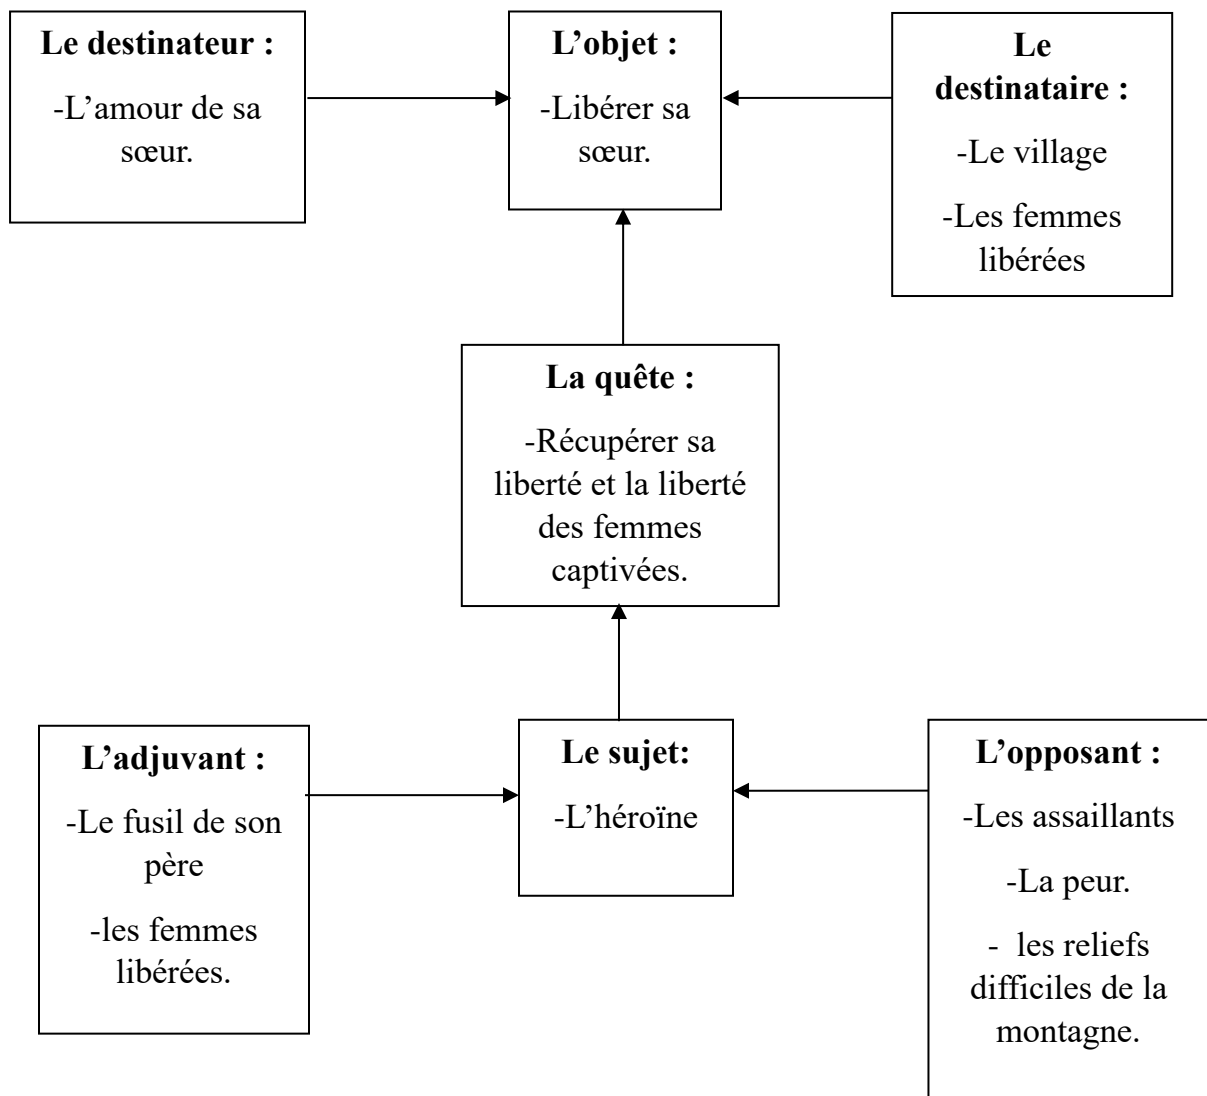 Le destinateur :
-L’amour de sa
sœur.
L’objet :
-Libérer sa
sœur.
Le
destinataire :
-Le village
-Les femmes
libérées
La quête :
-Récupérer sa
liberté et la liberté
des femmes
captivées.
L’adjuvant :
-Le fusil de son
père
-les femmes
libérées.
Le sujet:
-L’héroïne
L’opposant :
-Les assaillants
-La peur.
- les reliefs
difficiles de la
montagne.